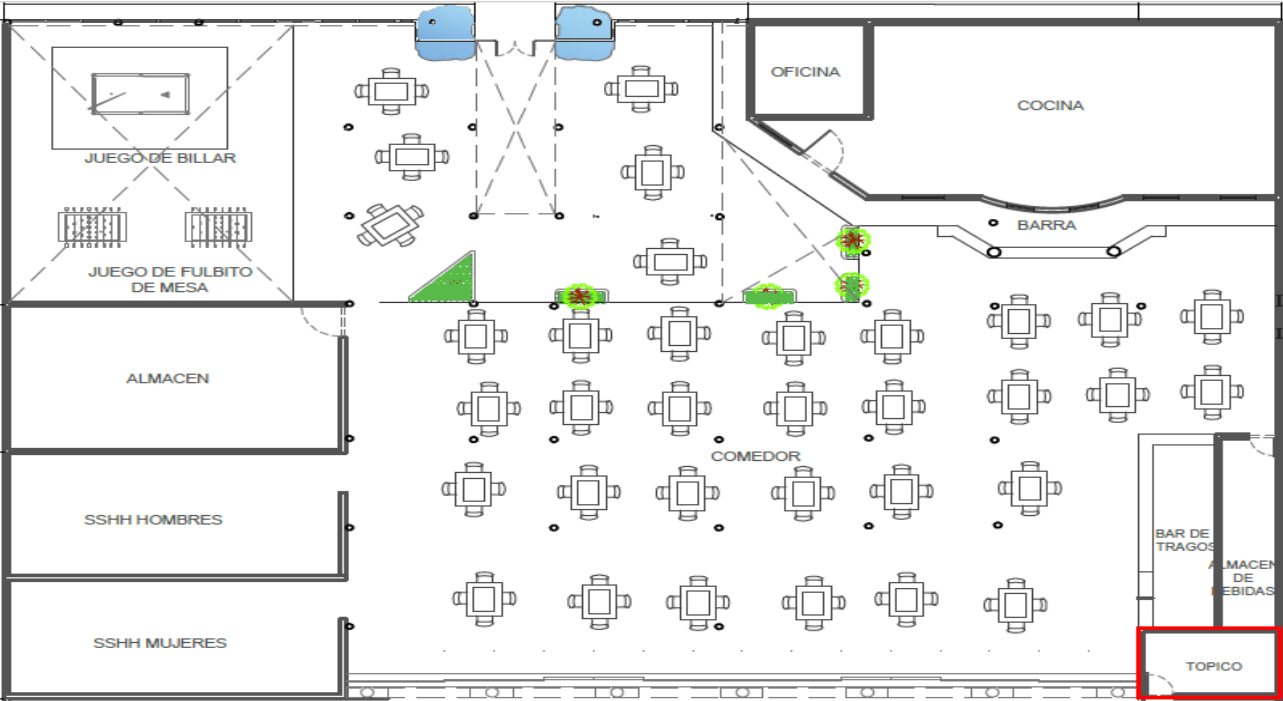 OFICINA
COCINA
JUEGO DE BILLAR
BARRA
JUEGO DE FULBITO
DE MESA
ALMACEN
COMEDOR
SSHH HOMBRES
BAR DE
TRAGOS
ALMACEN
DE
BEBIDAS
SSHH MUJERES
TOPICO